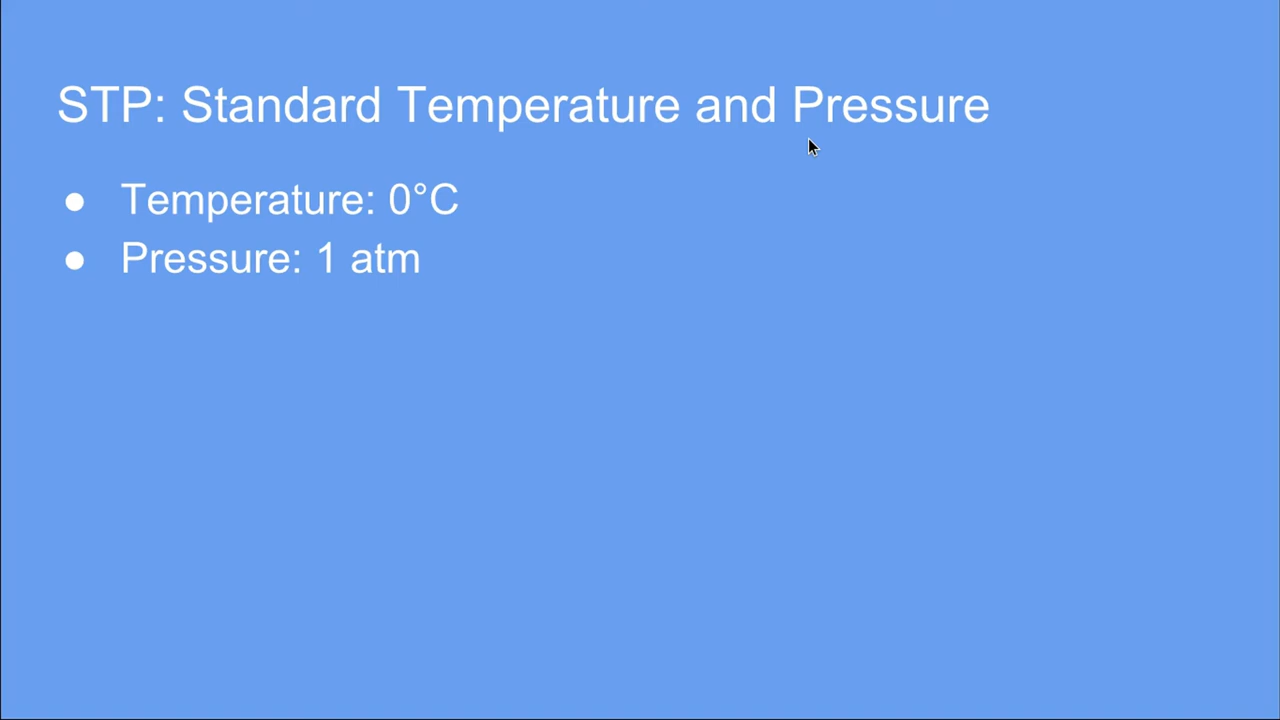 STP: Standard Temperature and Pressure
● Temperature: 0°C
● Pressure: 1 atm